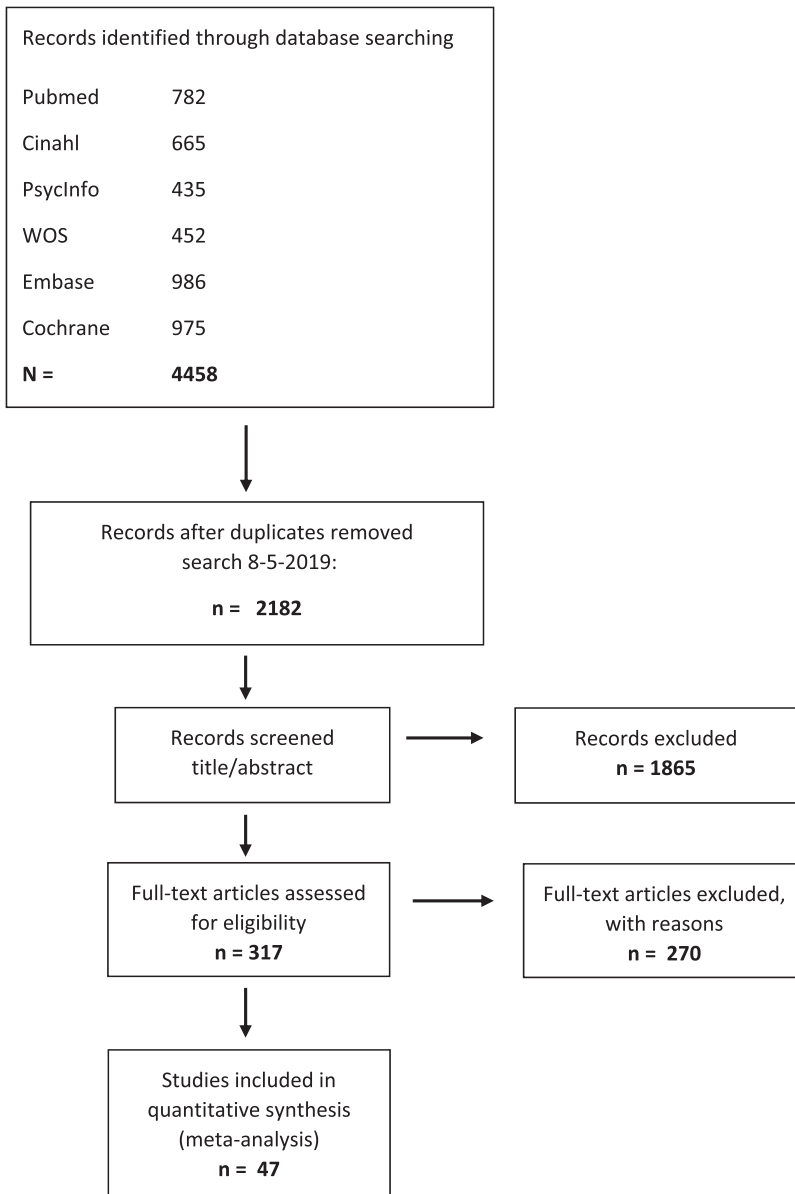 Records identified through database searching
Pubmed 782
Cinahl 665
PsycInfo 435
WOS 452
Embase 986
Cochrane 975
N = 4458
Records after duplicates removed
search 8-5-2019:
n = 2182
Records screened
title/abstract
Records excluded
n = 1865
Full-text articles assessed
for eligibility
n = 317
Full-text articles excluded,
with reasons
n = 270
Studies included in
quantitative synthesis
(meta-analysis)
n = 47